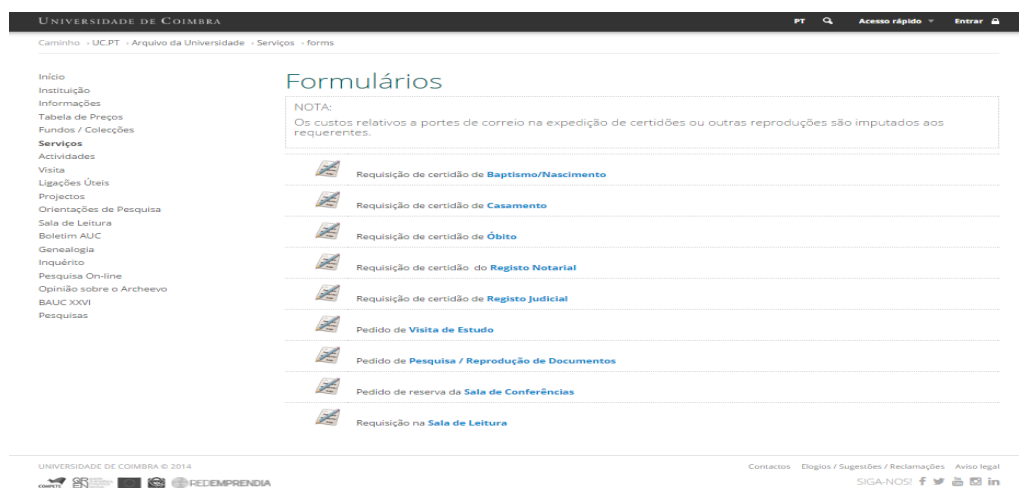 UNIVERSIDADE DE COIMBRA
PT Acesso rápido Entrar
Caminho › UC.PT › Arquivo da Universidade › Serviços › forms
Início
Instituição
Informações
Tabela de Preços
Fundos / Colecções
Serviços
Actividades
Visita
Ligações Úteis
Projectos
Orientações de Pesquisa
Sala de Leitura
Boletim AUC
Genealogia
Inquérito
Pesquisa On-line
Opinião sobre o Archeevo
BAUC XXVI
Pesquisas
Formulários
NOTA:
Os custos relativos a portes de correio na expedição de certidões ou outras reproduções são imputados aos
requerentes.
Requisição de certidão de Baptismo/Nascimento
Requisição de certidão de Casamento
Requisição de certidão de Óbito
Requisição de certidão do Registo Notarial
Requisição de certidão de Registo Judicial
Pedido de Visita de Estudo
Pedido de Pesquisa / Reprodução de Documentos
Pedido de reserva da Sala de Conferências
Requisição na Sala de Leitura
UNIVERSIDADE DE COIMBRA © 2014
Contactos Elogios / Sugestões / Reclamações Aviso legal
COMPETE REDEMPRENDIA
SIGA-NOS!